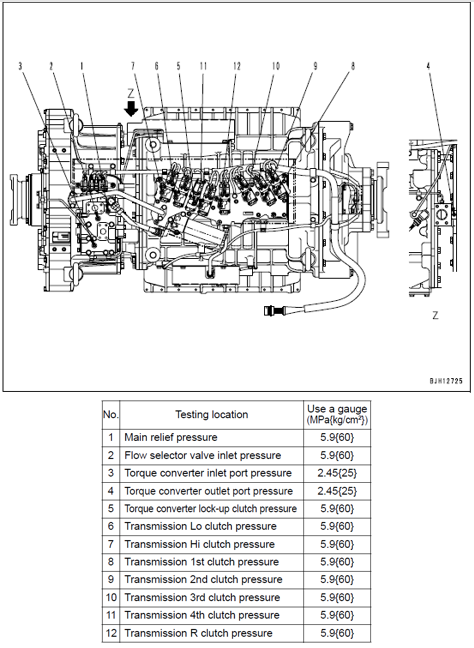 3 2 1 7 6 5 11 12 10 9 8 4
Z
Z
BJH12725
No. Testing location Use a gauge (MPa{kg/cm²})
1 Main relief pressure 5.9{60}
2 Flow selector valve inlet pressure 5.9{60}
3 Torque converter inlet port pressure 2.45{25}
4 Torque converter outlet port pressure 2.45{25}
5 Torque converter lock-up clutch pressure 5.9{60}
6 Transmission Lo clutch pressure 5.9{60}
7 Transmission Hi clutch pressure 5.9{60}
8 Transmission 1st clutch pressure 5.9{60}
9 Transmission 2nd clutch pressure 5.9{60}
10 Transmission 3rd clutch pressure 5.9{60}
11 Transmission 4th clutch pressure 5.9{60}
12 Transmission R clutch pressure 5.9{60}